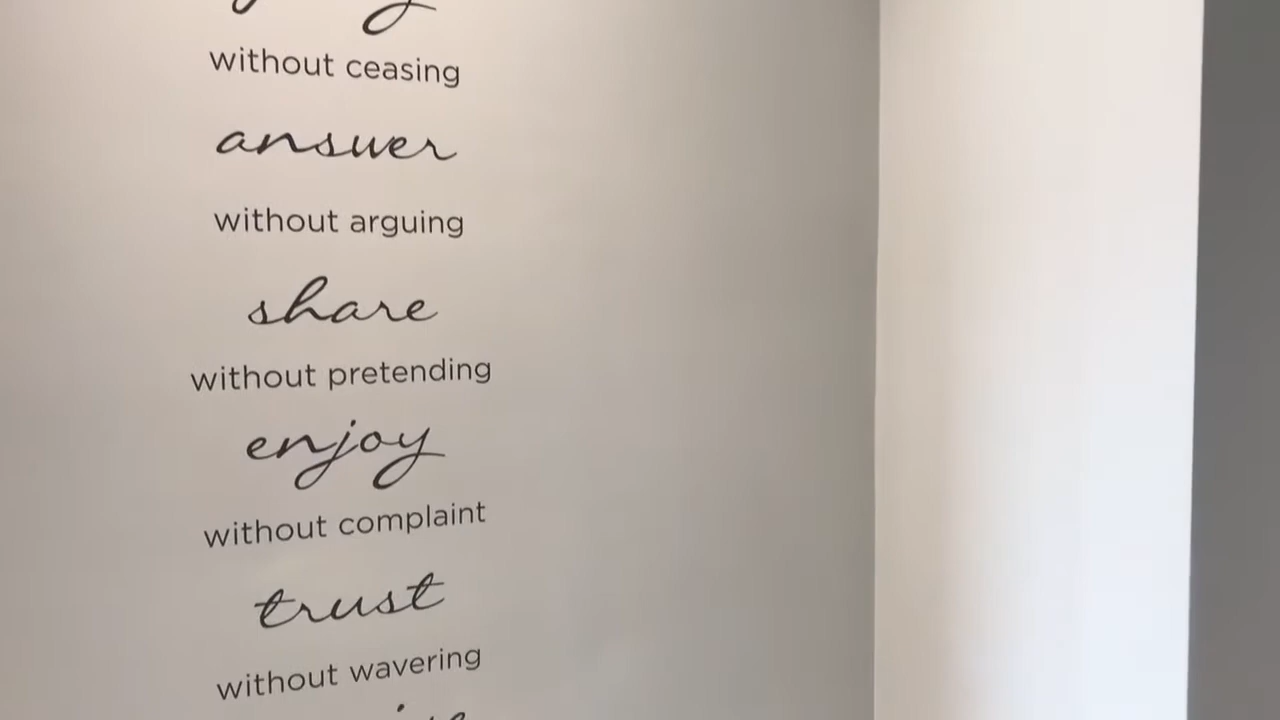 without ceasing
answer
without arguing
share
without pretending
enjoy
without complaint
trust
without wavering